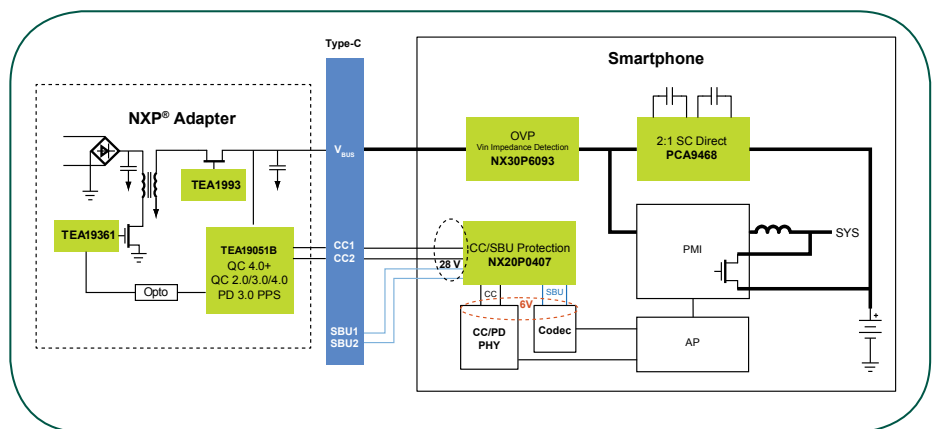 Type-C
Smartphone
NXP® Adapter
OVP
Vin Impedance Detection
NX30P6093
2:1 SC Direct
PCA9468
VBUS
TEA1993
TEA19361
TEA19051B
QC 4.0+
QC 2.0/3.0/4.0
PD 3.0 PPS
Opto
CC1
CC2
28 V
CC/SBU Protection
NX20P0407
PMI
SYS
CC
SBU
6V
SBU1
SBU2
CC/PD
PHY
Codec
AP
+